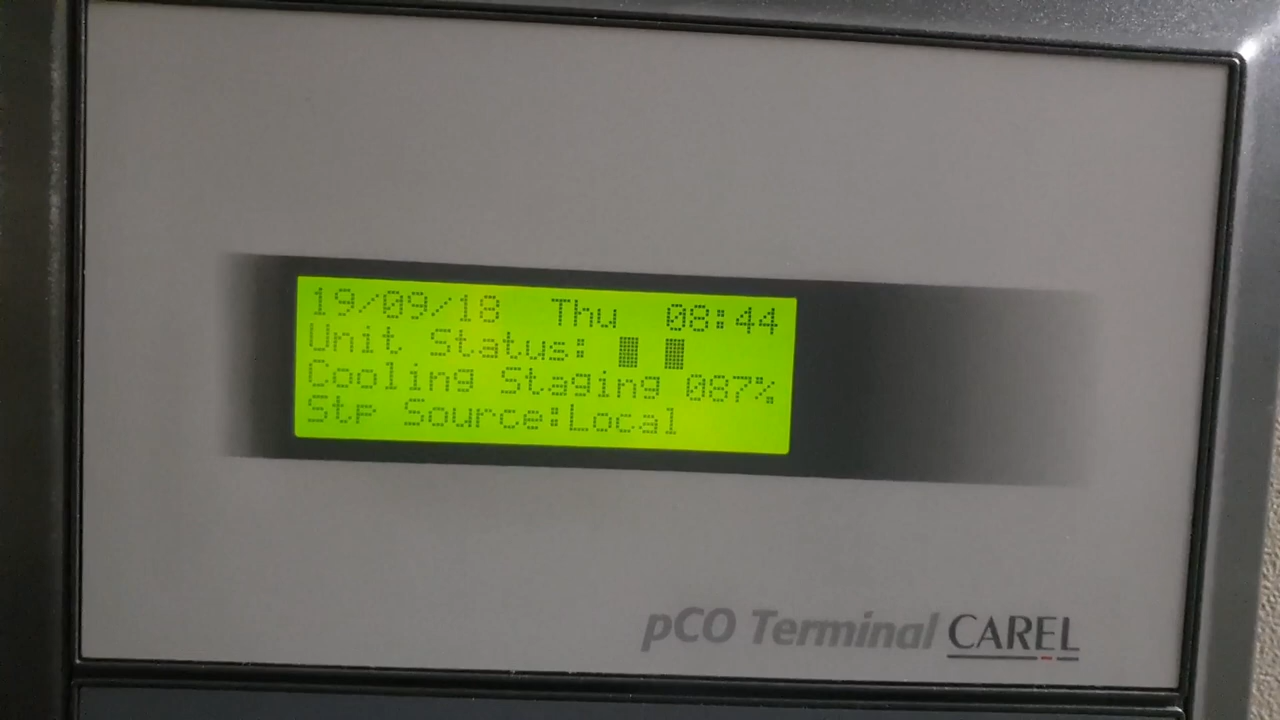 19/09/18 Thu 08:44
Unit Status:
Cooling Staging 087%
Stp Source:Local
pCO Terminal CAREL